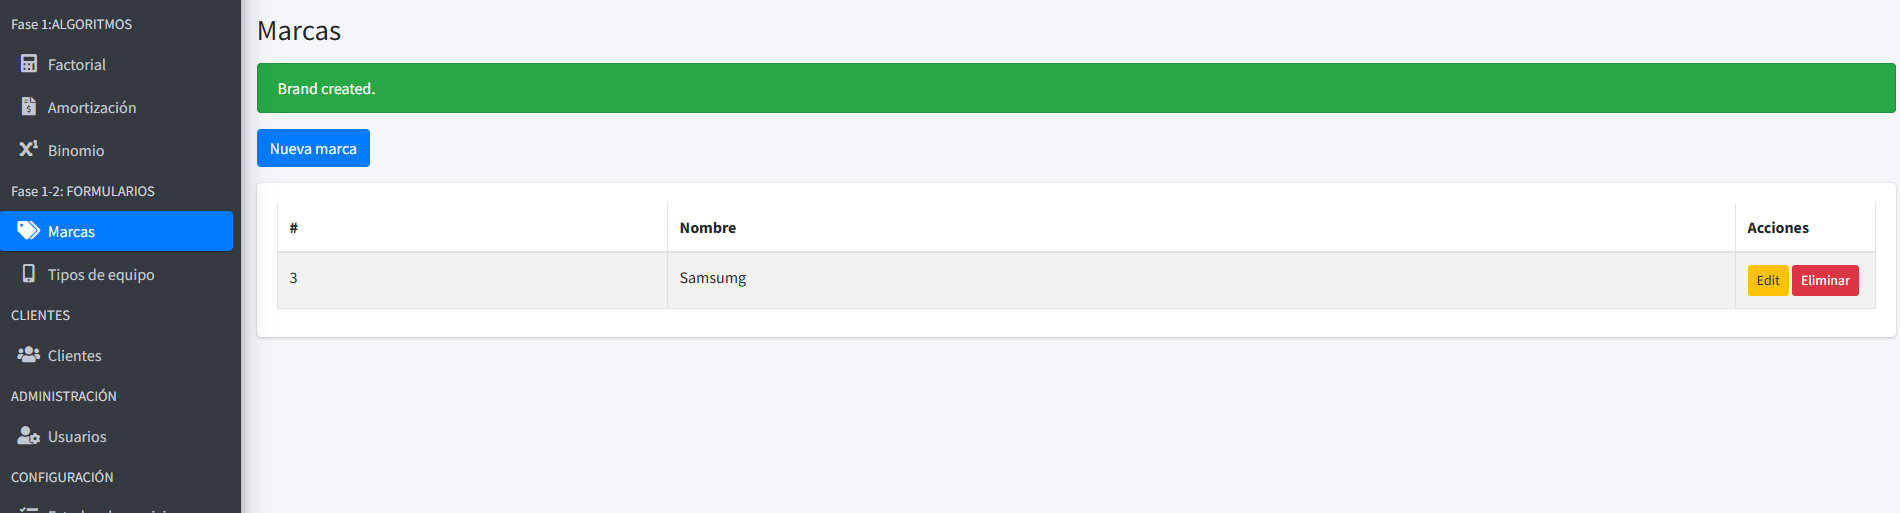 Fase 1:ALGORITMOS
Factorial
Amortización
Binomio
Fase 1-2: FORMULARIOS
Marcas
Tipos de equipo
CLIENTES
Clientes
ADMINISTRACIÓN
Usuarios
CONFIGURACIÓN
Marcas
Brand created.
Nueva marca
# Nombre Acciones
3 Samsumg Edit Eliminar